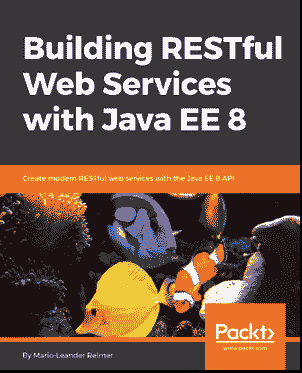 Building RESTful
Web Services
with Java EE 8
Create modern RESTful web services with the Java EE 8 API
Packt>
www.packt.com
By Mario-Leander Reimer